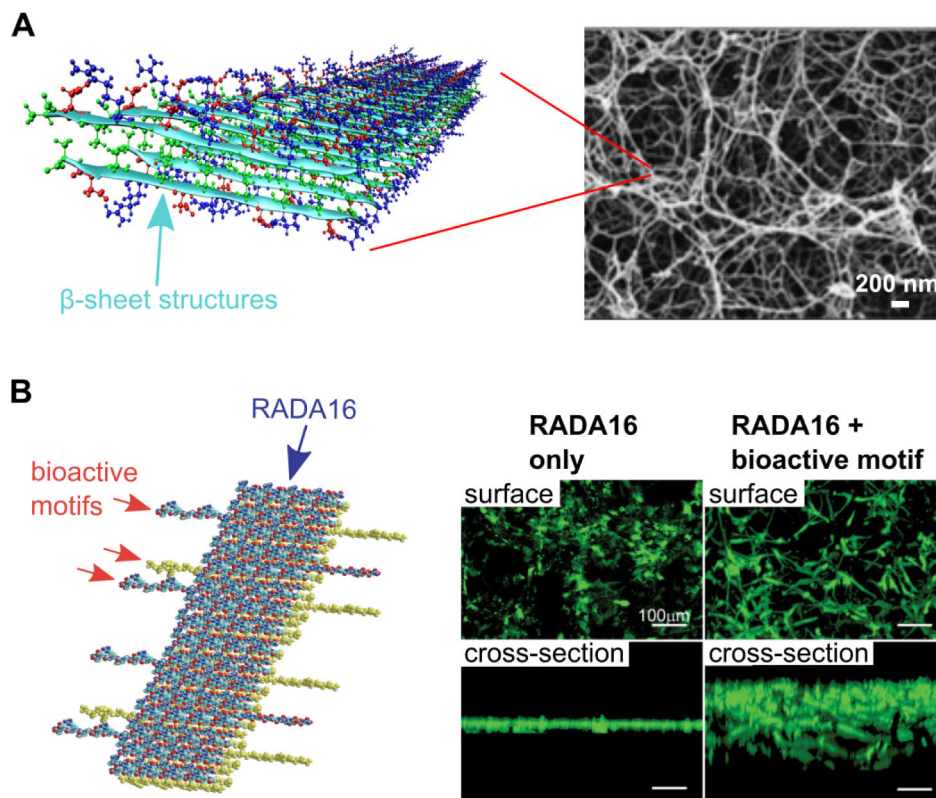 A
β-sheet structures
200 nm
B
RADA16
bioactive
motifs
RADA16
only
RADA16 +
bioactive motif
surface
surface
100μm
cross-section
cross-section